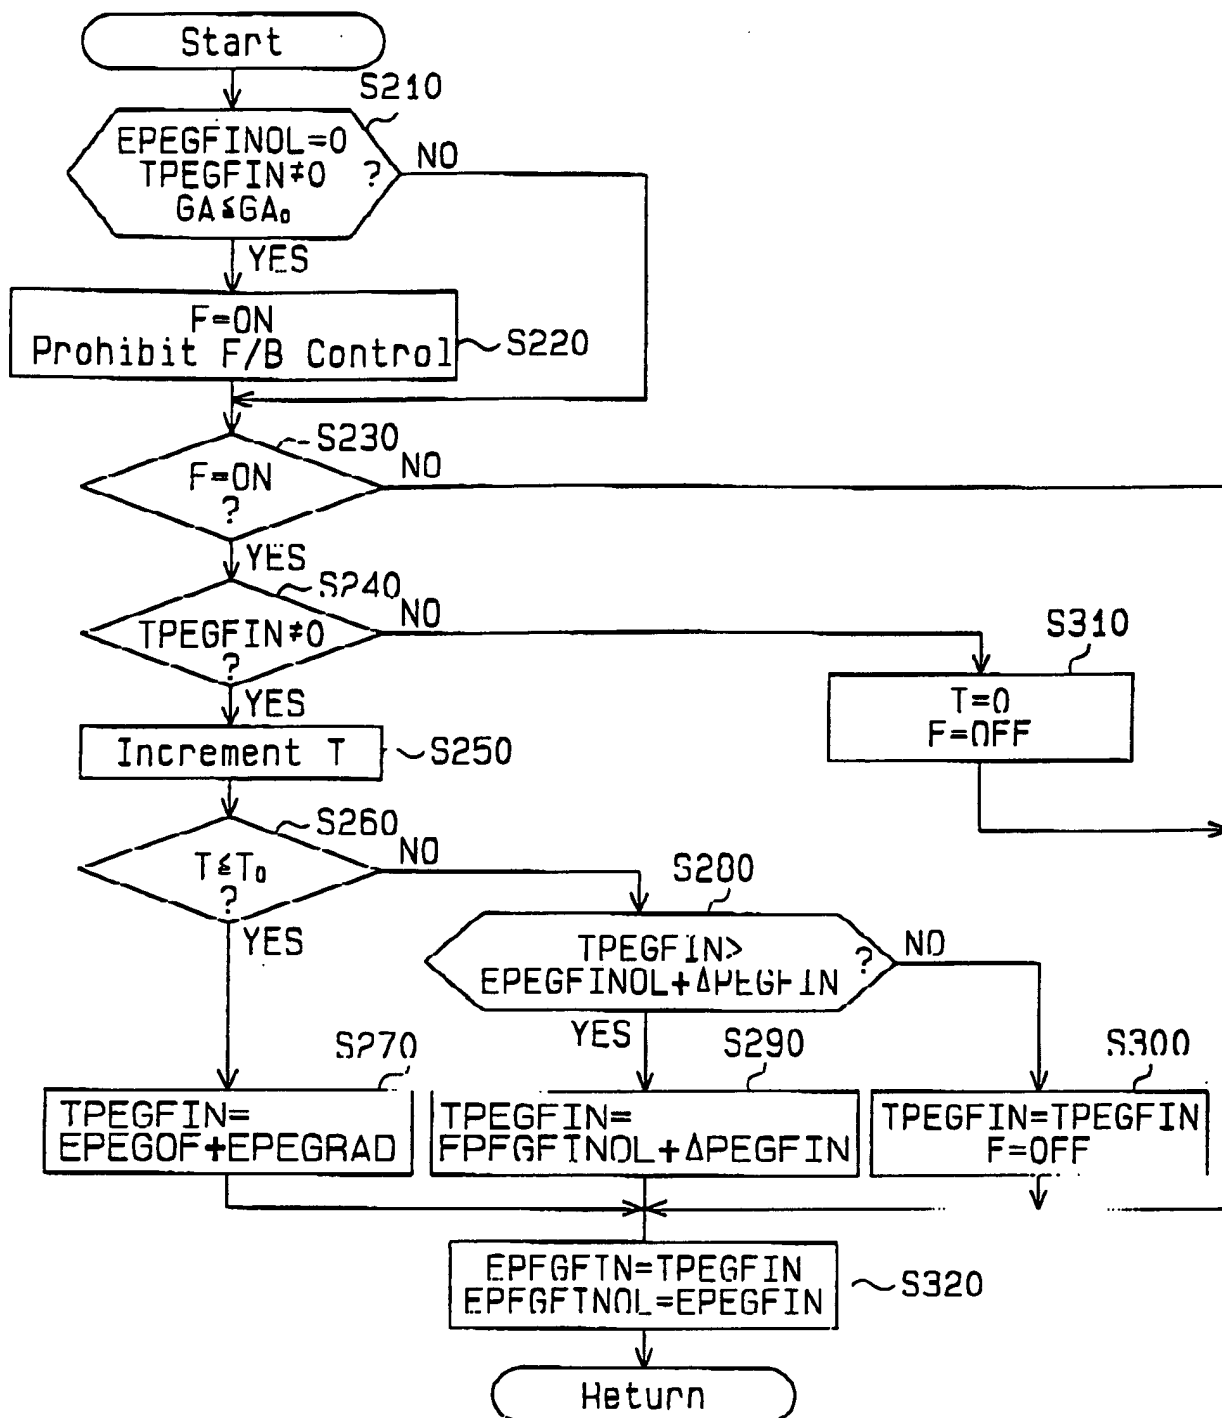 Start
S210
EPEGFINOL=0
TPEGFIN≠0 ?
GA≦GA₀
NO
YES
F=ON
Prohibit F/B Control
S220
S230
F=ON
?
NO
YES
S240
TPEGFIN≠0
?
NO
S310
T=0
F=OFF
YES
Increment T
S250
S260
T≦T₀
?
NO
YES
S280
TPEGFIN>
EPEGFINOL+ΔPEGFIN
?
NO
YES
S270
TPEGFIN=
EPEGOF+EPEGRAD
S290
TPEGFIN=
EPEGFINOL+ΔPEGFIN
S300
TPEGFIN=TPEGFIN
F=OFF
EPEGFIN=TPEGFIN
EPEGFINOL=EPEGFIN
S320
Return